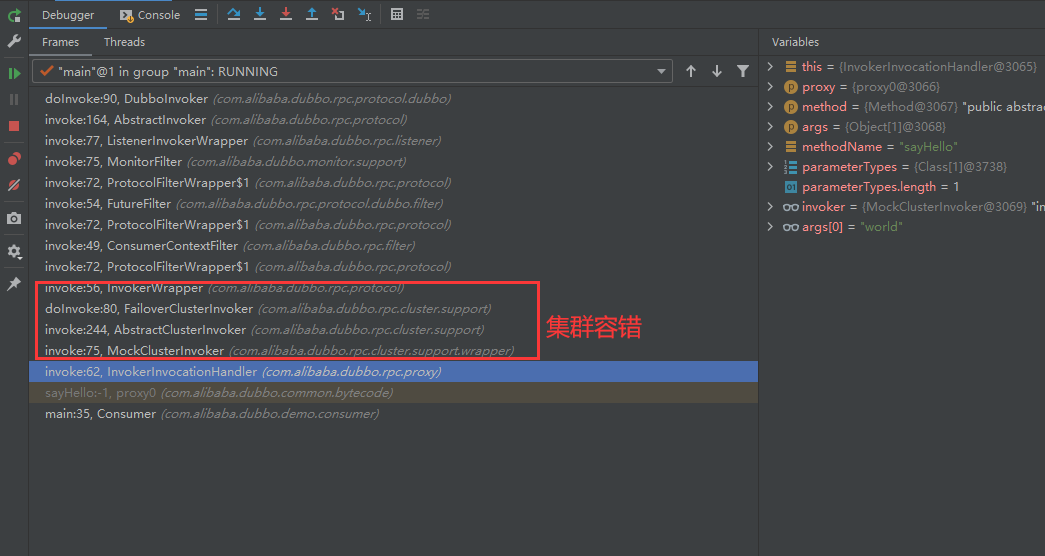 Debugger Console
Frames Threads
"main"@1 in group "main": RUNNING
doInvoke:90, DubboInvoker (com.alibaba.dubbo.rpc.protocol.dubbo)
invoke:164, AbstractInvoker (com.alibaba.dubbo.rpc.protocol)
invoke:77, ListenerInvokerWrapper (com.alibaba.dubbo.rpc.listener)
invoke:75, MonitorFilter (com.alibaba.dubbo.monitor.support)
invoke:72, ProtocolFilterWrapper$1 (com.alibaba.dubbo.rpc.protocol)
invoke:54, FutureFilter (com.alibaba.dubbo.rpc.protocol.dubbo.filter)
invoke:72, ProtocolFilterWrapper$1 (com.alibaba.dubbo.rpc.protocol)
invoke:49, ConsumerContextFilter (com.alibaba.dubbo.rpc.filter)
invoke:72, ProtocolFilterWrapper$1 (com.alibaba.dubbo.rpc.protocol)
invoke:56, InvokerWrapper (com.alibaba.dubbo.rpc.protocol)
doInvoke:80, FailoverClusterInvoker (com.alibaba.dubbo.rpc.cluster.support)
invoke:244, AbstractClusterInvoker (com.alibaba.dubbo.rpc.cluster.support)
invoke:75, MockClusterInvoker (com.alibaba.dubbo.rpc.cluster.support.wrapper)
集群容错
invoke:62, InvokerInvocationHandler (com.alibaba.dubbo.rpc.proxy)
sayHello:-1, proxy0 (com.alibaba.dubbo.common.bytecode)
main:35, Consumer (com.alibaba.dubbo.demo.consumer)
Variables
this = {InvokerInvocationHandler@3065}
p proxy = {proxy0@3066}
p method = {Method@3067} "public abstrac
p args = {Object[1]@3068}
methodName = "sayHello"
parameterTypes = {Class[1]@3738}
01 parameterTypes.length = 1
invoker = {MockClusterInvoker@3069} "in
args[0] = "world"